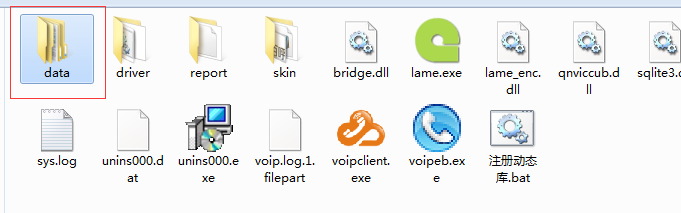 data
driver
report
skin
bridge.dll
lame.exe
lame_enc.
dll
qnviccub.d
ll
sqlite3.d
sys.log
unins000.d
at
unins000.e
xe
voip.log.1.
filepart
voipclient.
exe
voipeb.ex
e
注册动态
库.bat